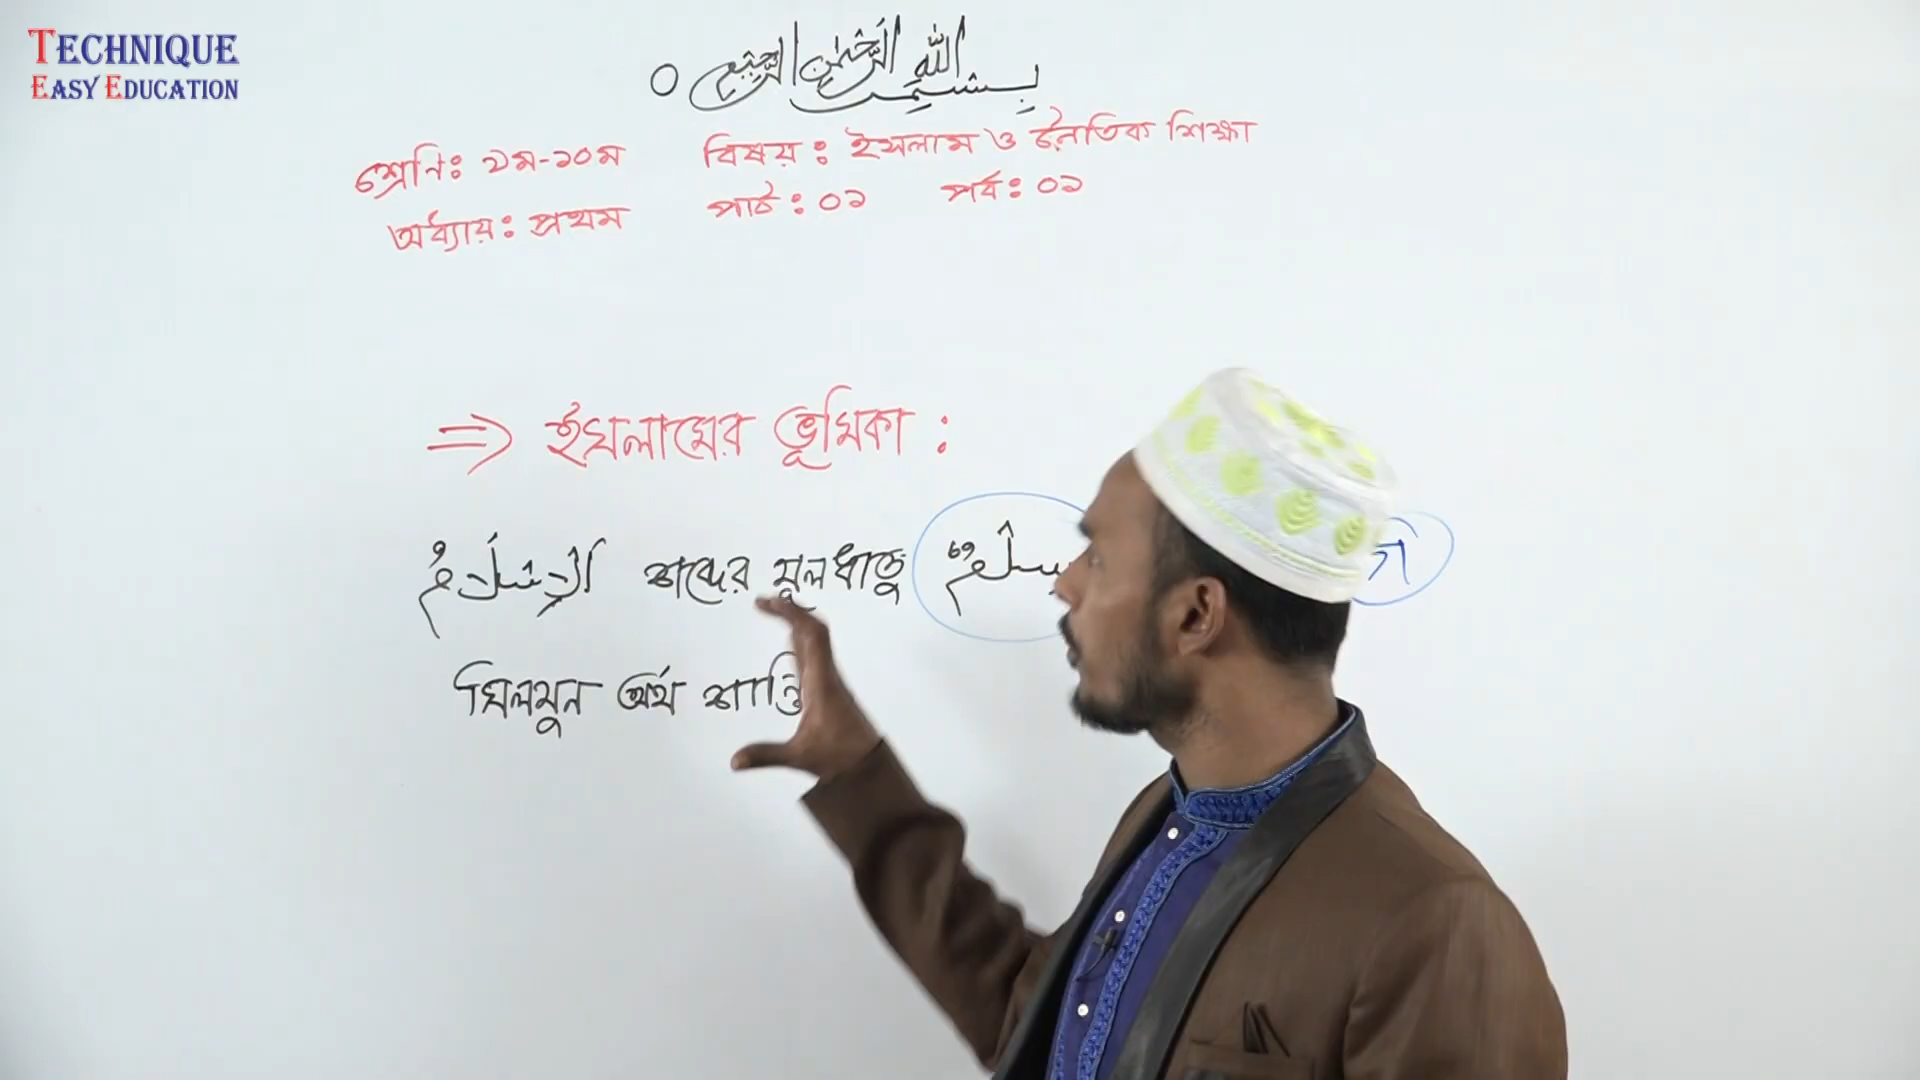 TECHNIQUE
EASY EDUCATION
بِسْمِ اللهِ الرَّحْمٰنِ الرَّحِيْمِ ○
শ্রেণি: ৯ম-১০ম বিষয়: ইসলাম ও নৈতিক শিক্ষা
অধ্যায়: প্রথম পাঠ: ০১ পর্ব: ০১
⇒ ইসলামের ভূমিকা:
اَلْاِسْلَامُ শব্দের মূলধাতু سِلْمٌ
সিলমুন অর্থ শান্তি